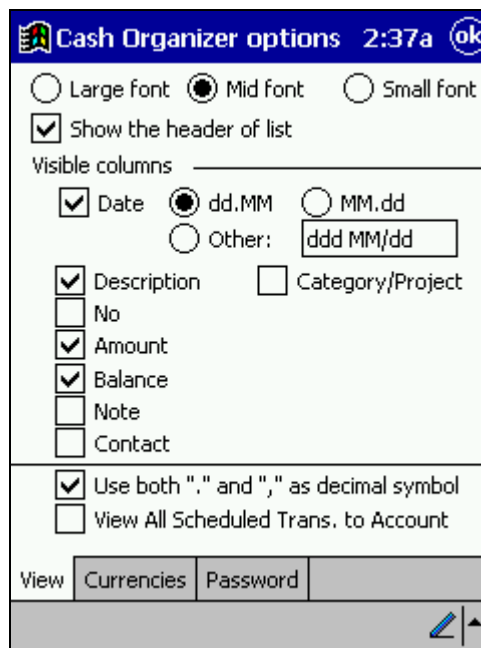 Cash Organizer options 2:37a ok
Large font Mid font Small font
Show the header of list
Visible columns
Date dd.MM MM.dd
Other: ddd MM/dd
Description Category/Project
No
Amount
Balance
Note
Contact
Use both "." and "," as decimal symbol
View All Scheduled Trans. to Account
View Currencies Password